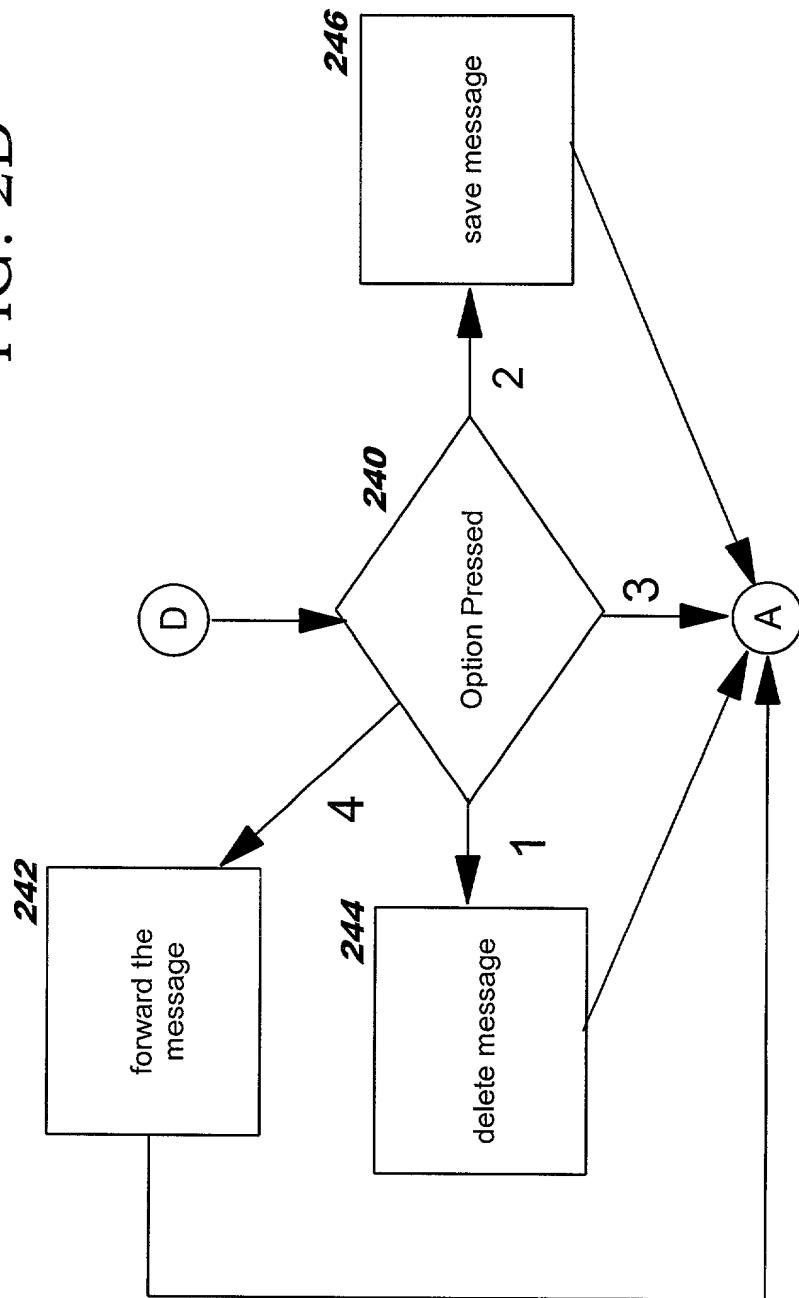 FIG. 2D
246
save message
2
240
D
Option Pressed
3
A
4
1
242
forward the
message
244
delete message